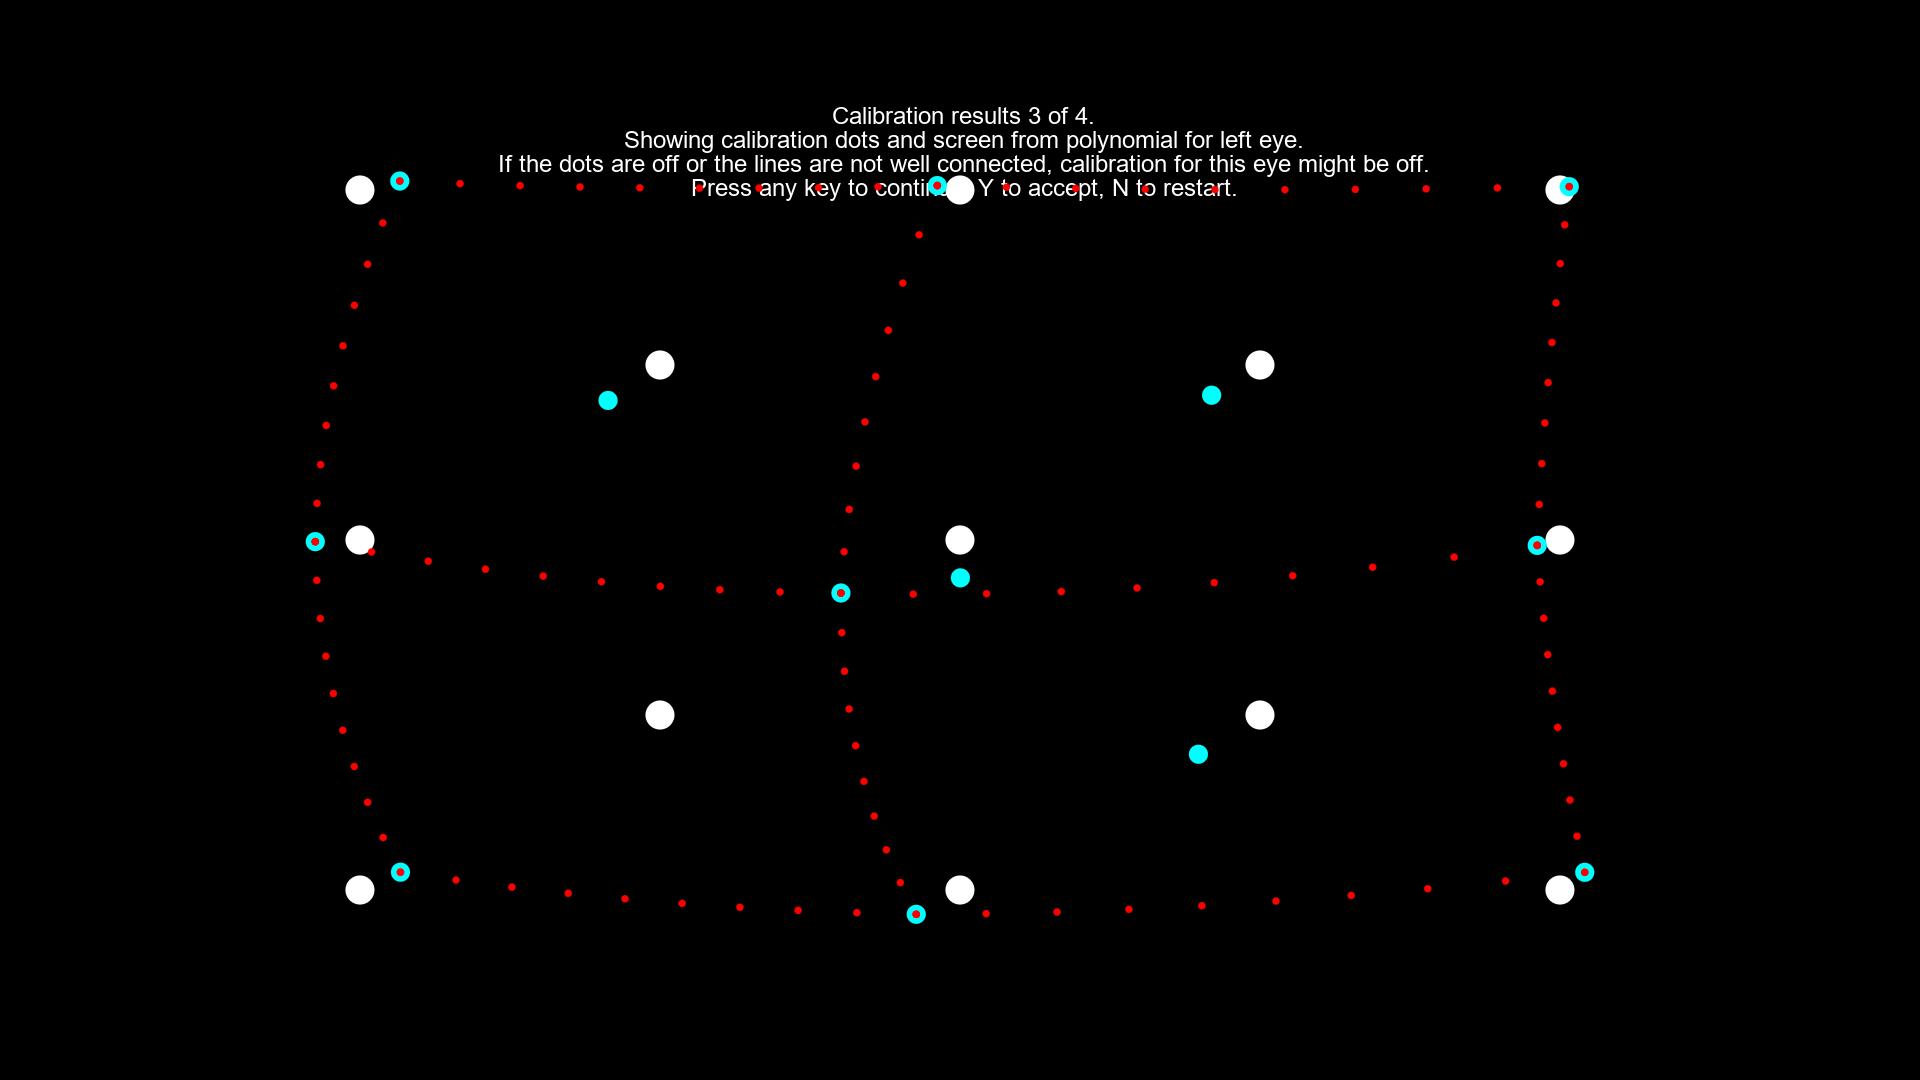 Calibration results 3 of 4.
Showing calibration dots and screen from polynomial for left eye.
If the dots are off or the lines are not well connected, calibration for this eye might be off.
Press any key to continue, Y to accept, N to restart.